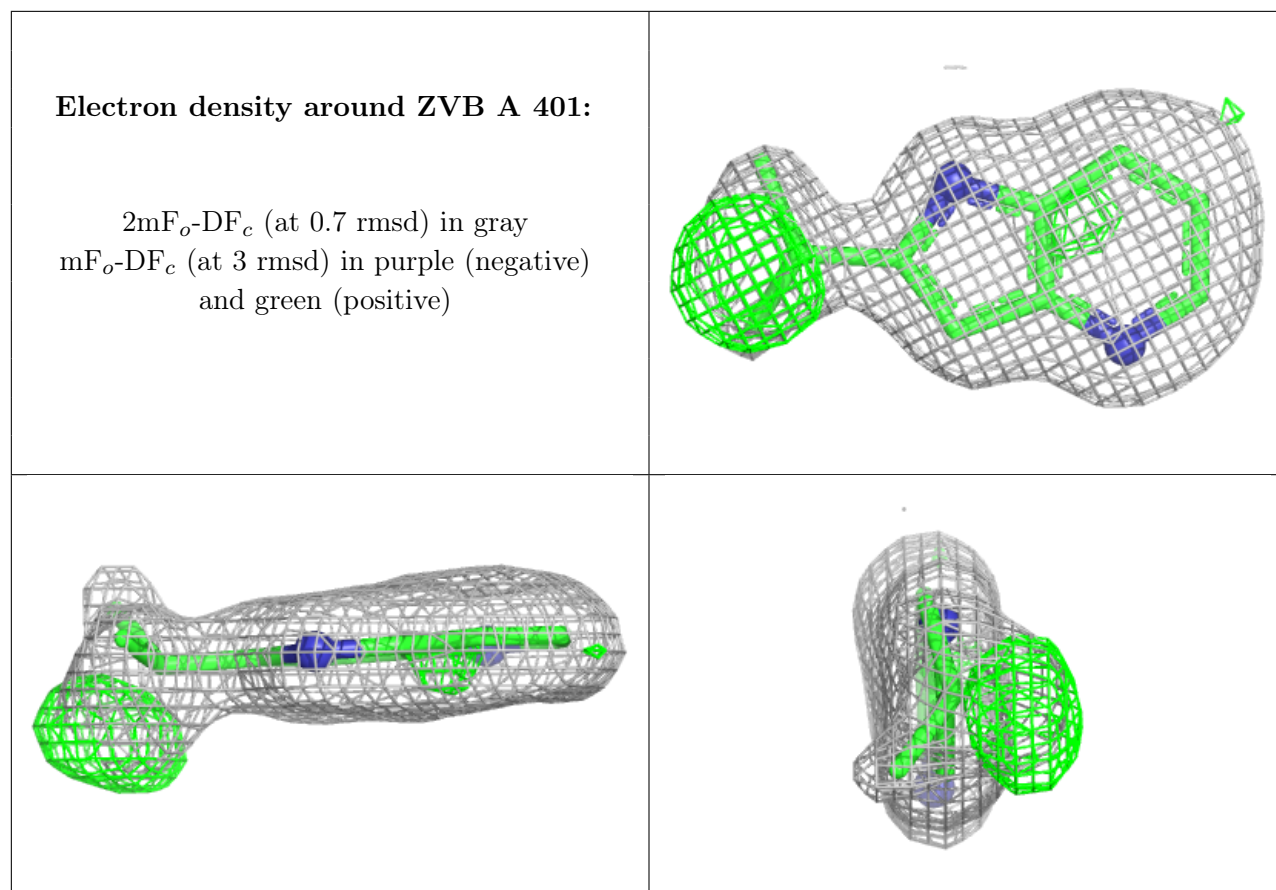 Electron density around ZVB A 401:
2mFo-DFc (at 0.7 rmsd) in gray
mFo-DFc (at 3 rmsd) in purple (negative)
and green (positive)